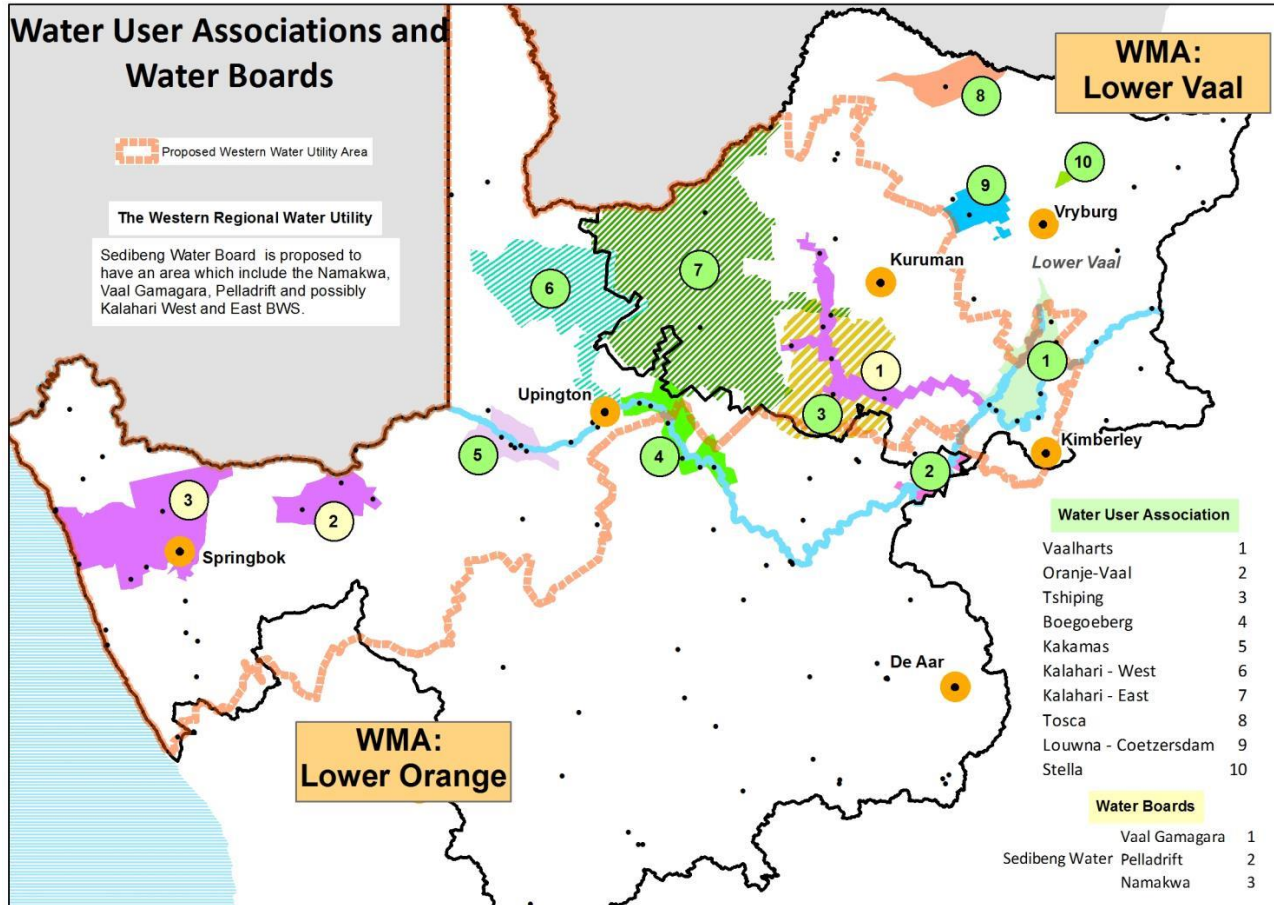 Water User Associations and
Water Boards
Proposed Western Water Utility Area
The Western Regional Water Utility
Sedibeng Water Board is proposed to
have an area which include the Namakwa,
Vaal Gamagara, Pelladrift and possibly
Kalahari West and East BWS.
WMA:
Lower Vaal
8
10
9
Vryburg
Kuruman
Lower Vaal
7
6
1
1
Upington
3
4
5
Kimberley
2
3
2
Springbok
De Aar
WMA:
Lower Orange
Water User Association
Vaalharts 1
Oranje-Vaal 2
Tshiping 3
Boegoeberg 4
Kakamas 5
Kalahari - West 6
Kalahari - East 7
Tosca 8
Louwna - Coetzersdam 9
Stella 10
Water Boards
Vaal Gamagara 1
Sedibeng Water Pelladrift 2
Namakwa 3